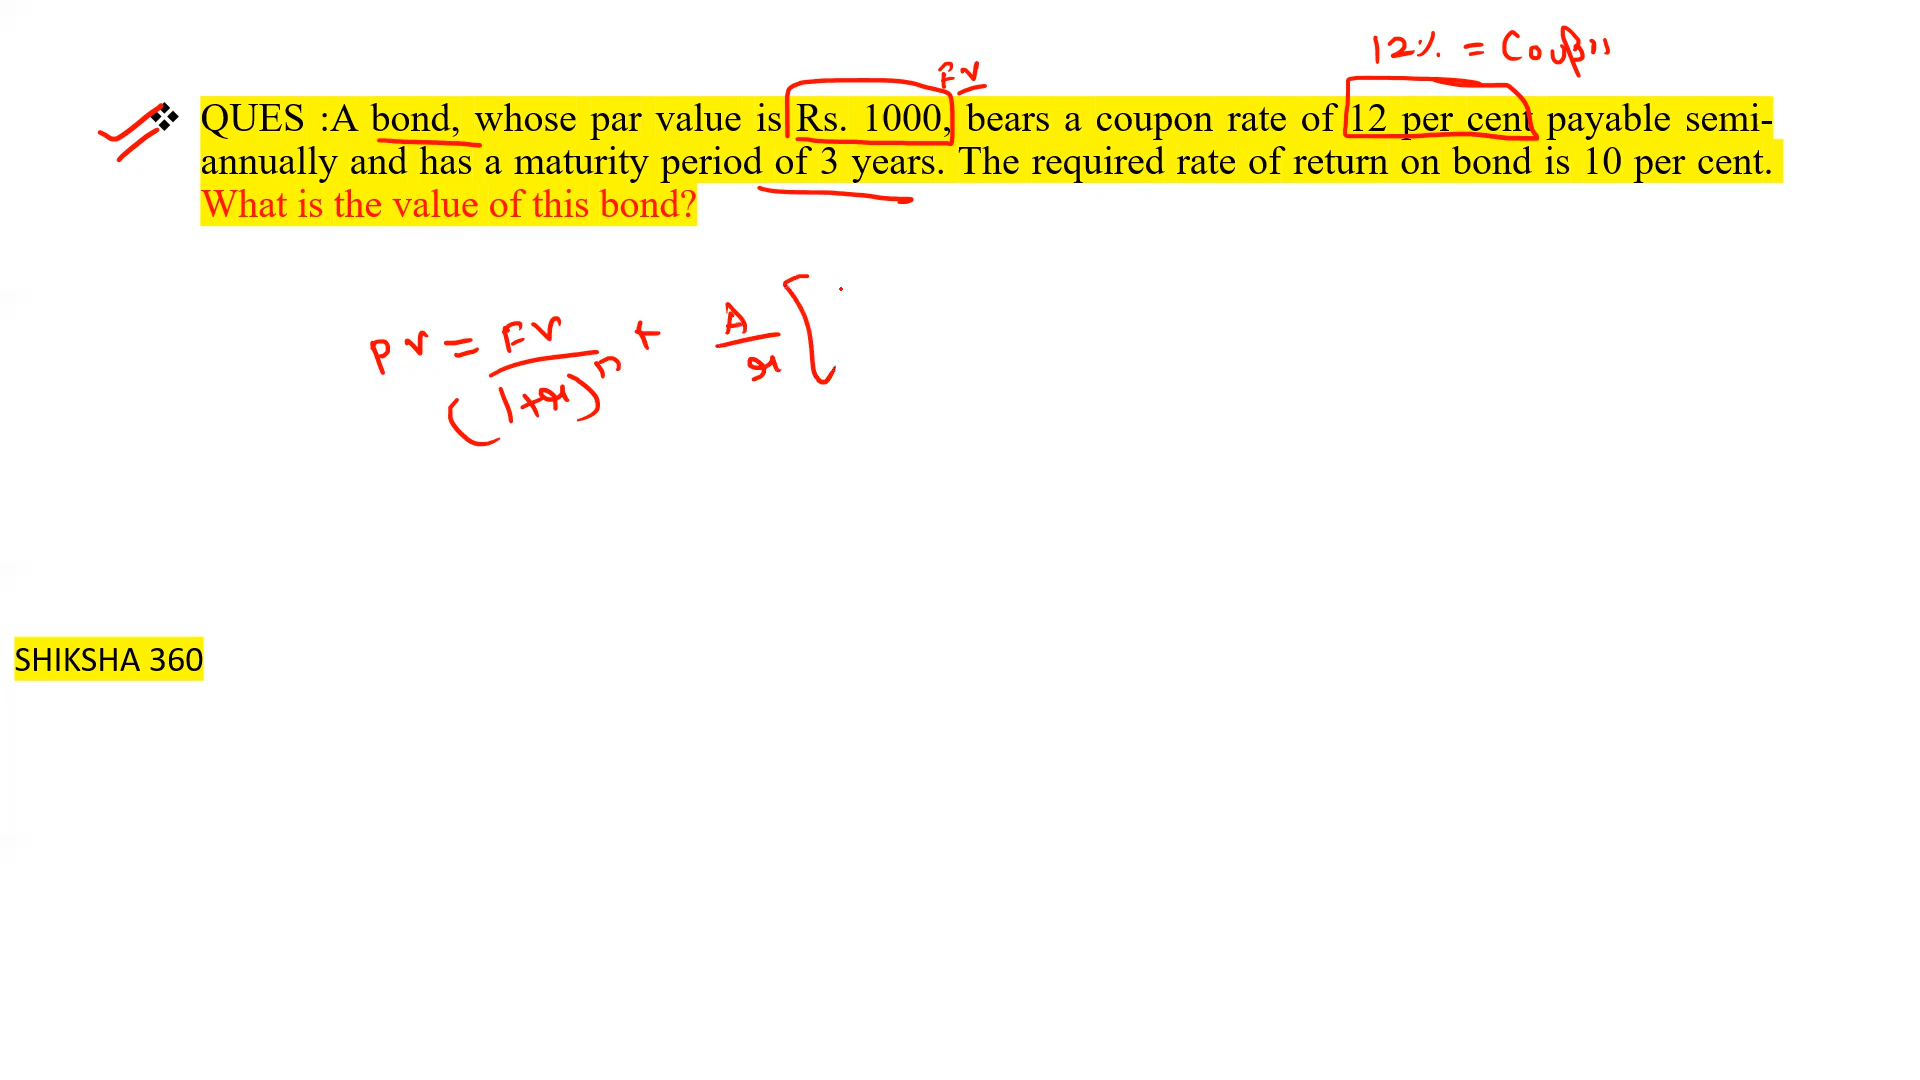 12% = Coupn
FV
QUES :A bond, whose par value is Rs. 1000, bears a coupon rate of 12 per cent payable semi-
annually and has a maturity period of 3 years. The required rate of return on bond is 10 per cent.
What is the value of this bond?
PV = FV/(1+r)^n + A/r [
SHIKSHA 360